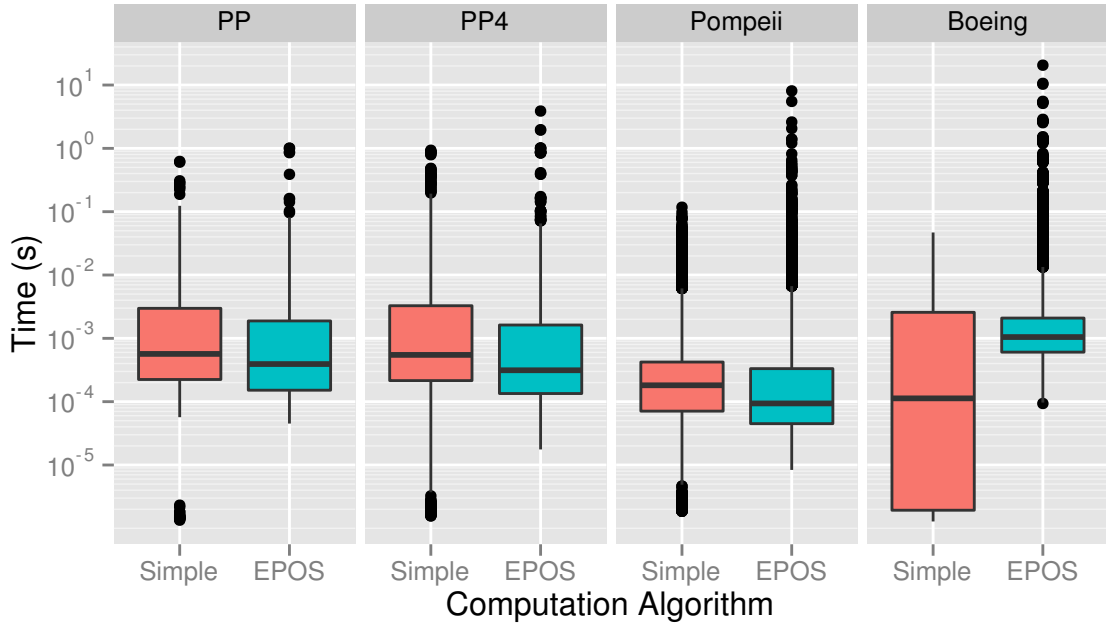 PP PP4 Pompeii Boeing
Time (s)
10^1
10^0
10^-1
10^-2
10^-3
10^-4
10^-5
Simple EPOS Simple EPOS Simple EPOS Simple EPOS
Computation Algorithm